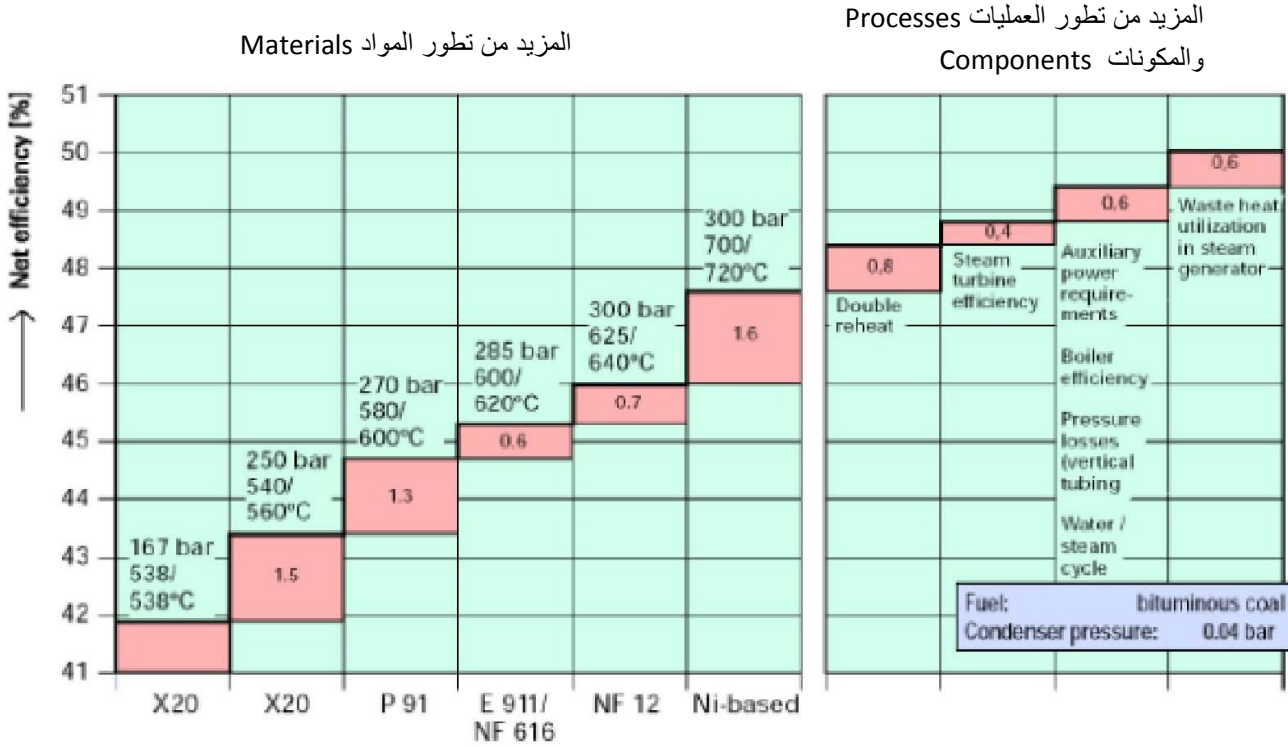 المزيد من تطور المواد Materials
المزيد من تطور العمليات Processes
والمكونات Components
Net efficiency [%]
51
50
49
48
47
46
45
44
43
42
41
167 bar
538/
538°C
250 bar
540/
560°C
1.5
270 bar
580/
600°C
1.3
285 bar
600/
620°C
0.6
300 bar
625/
640°C
0.7
300 bar
700/
720°C
1.6
X20
X20
P 91
E 911/
NF 616
NF 12
Ni-based
0,8
Double
reheat
0,4
Steam
turbine
efficiency
0.6
Auxiliary
power
require-
ments
Boiler
efficiency
Pressure
losses
(vertical
tubing
Water /
steam
cycle
0,6
Waste heat
utilization
in steam
generator
Fuel: bituminous coal
Condenser pressure: 0.04 bar